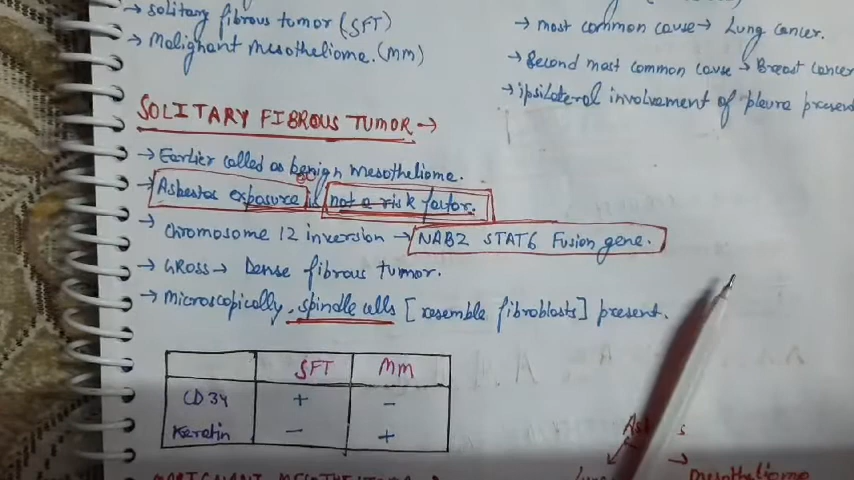 → solitary fibrous tumor (SFT)
→ Malignant mesothelioma. (MM)
→ most common cause → Lung cancer.
→ Second most common cause → Breast cancer
→ ipsilateral involvement of pleura present
SOLITARY FIBROUS TUMOR →
→ Earlier called as benign mesothelioma.
→ Asbestos exposure is not a risk factor.
→ Chromosome 12 inversion → NAB2 STAT6 Fusion gene.
→ GROSS → Dense fibrous tumor.
→ Microscopically, spindle cells [resemble fibroblasts] present.
SFT MM
CD34 + −
Keratin − +
mesothelioma